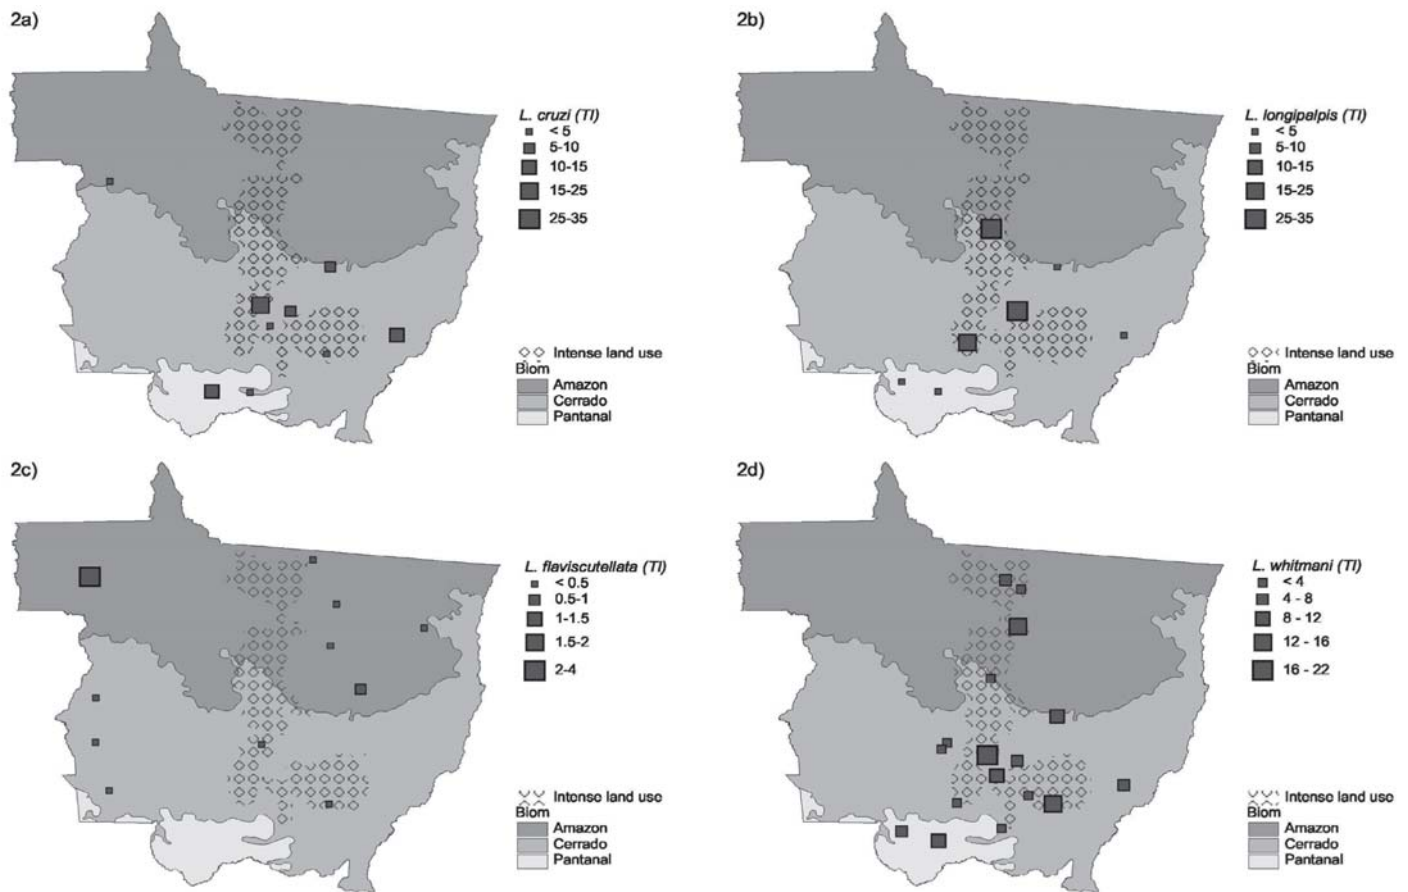 2a)
L. cruzi (TI)
< 5
5-10
10-15
15-25
25-35
Intense land use
Biom
Amazon
Cerrado
Pantanal
2b)
L. longipalpis (TI)
< 5
5-10
10-15
15-25
25-35
Intense land use
Biom
Amazon
Cerrado
Pantanal
2c)
L. flaviscutellata (TI)
< 0.5
0.5-1
1-1.5
1.5-2
2-4
Intense land use
Biom
Amazon
Cerrado
Pantanal
2d)
L. whitmani (TI)
< 4
4 - 8
8 - 12
12 - 16
16 - 22
Intense land use
Biom
Amazon
Cerrado
Pantanal